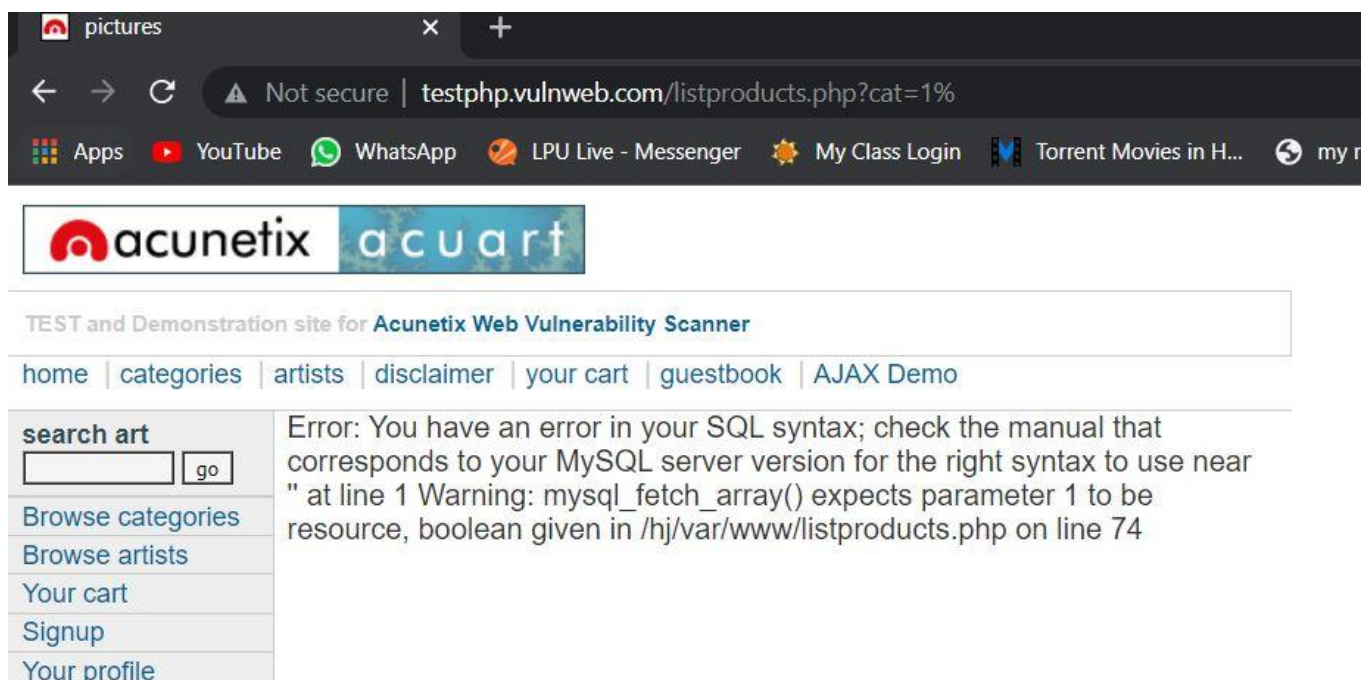 pictures
Not secure | testphp.vulnweb.com/listproducts.php?cat=1%
Apps YouTube WhatsApp LPU Live - Messenger My Class Login Torrent Movies in H... my r
acunetix acuart
TEST and Demonstration site for Acunetix Web Vulnerability Scanner
home | categories | artists | disclaimer | your cart | guestbook | AJAX Demo
search art
go
Browse categories
Browse artists
Your cart
Signup
Your profile
Error: You have an error in your SQL syntax; check the manual that
corresponds to your MySQL server version for the right syntax to use near
'' at line 1 Warning: mysql_fetch_array() expects parameter 1 to be
resource, boolean given in /hj/var/www/listproducts.php on line 74